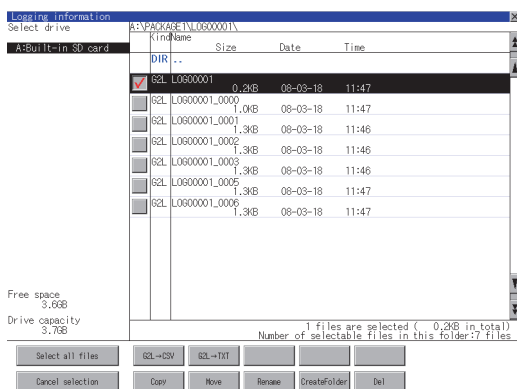 Logging information
Select drive
A:\PACKAGE1\LOG00001\
Kind Name
Size Date Time
A:Built-in SD card
DIR ..
G2L LOG00001
0.2KB 08-03-18 11:47
G2L LOG00001_0000
1.0KB 08-03-18 11:47
G2L LOG00001_0001
1.3KB 08-03-18 11:46
G2L LOG00001_0002
1.3KB 08-03-18 11:46
G2L LOG00001_0003
1.3KB 08-03-18 11:46
G2L LOG00001_0005
1.3KB 08-03-18 11:47
G2L LOG00001_0006
1.3KB 08-03-18 11:47
Free space
3.6GB
Drive capacity
3.7GB
1 files are selected ( 0.2KB in total)
Number of selectable files in this folder:7 files
Select all files G2L→CSV G2L→TXT
Cancel selection Copy Move Rename CreateFolder Del